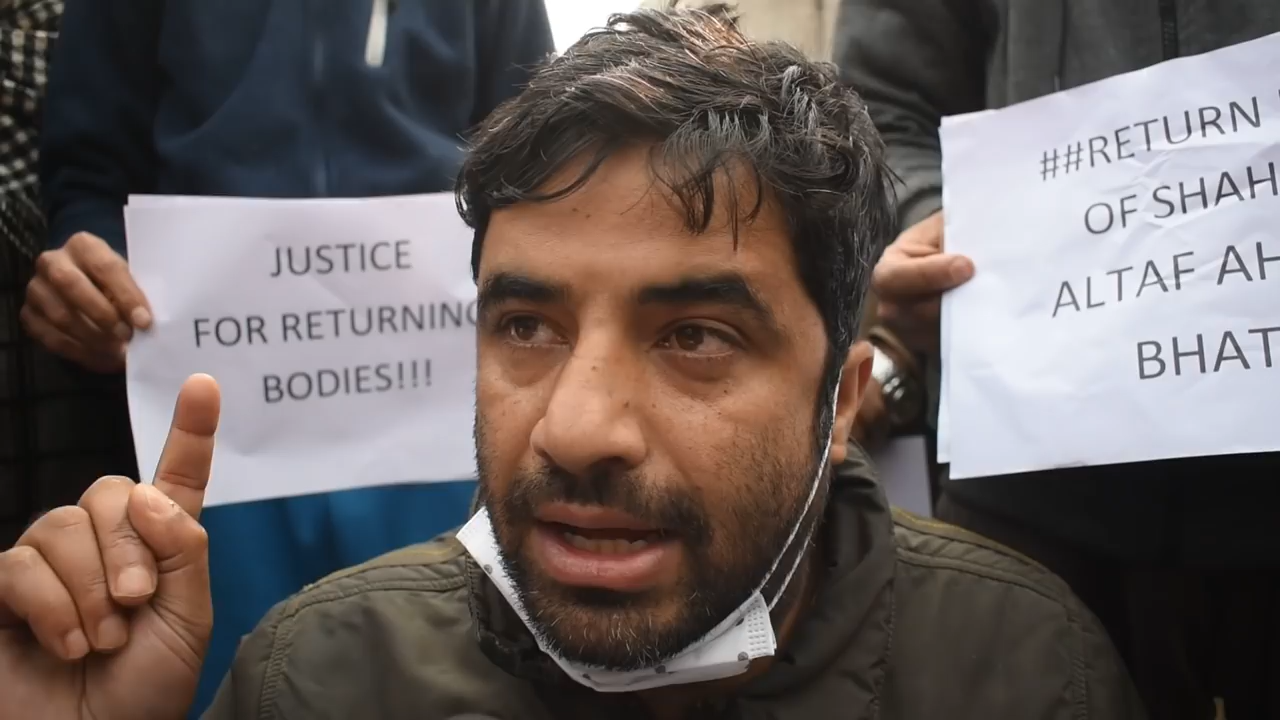 JUSTICE
FOR RETURNING
BODIES!!!
##RETURN
OF SHAH
ALTAF AH
BHAT